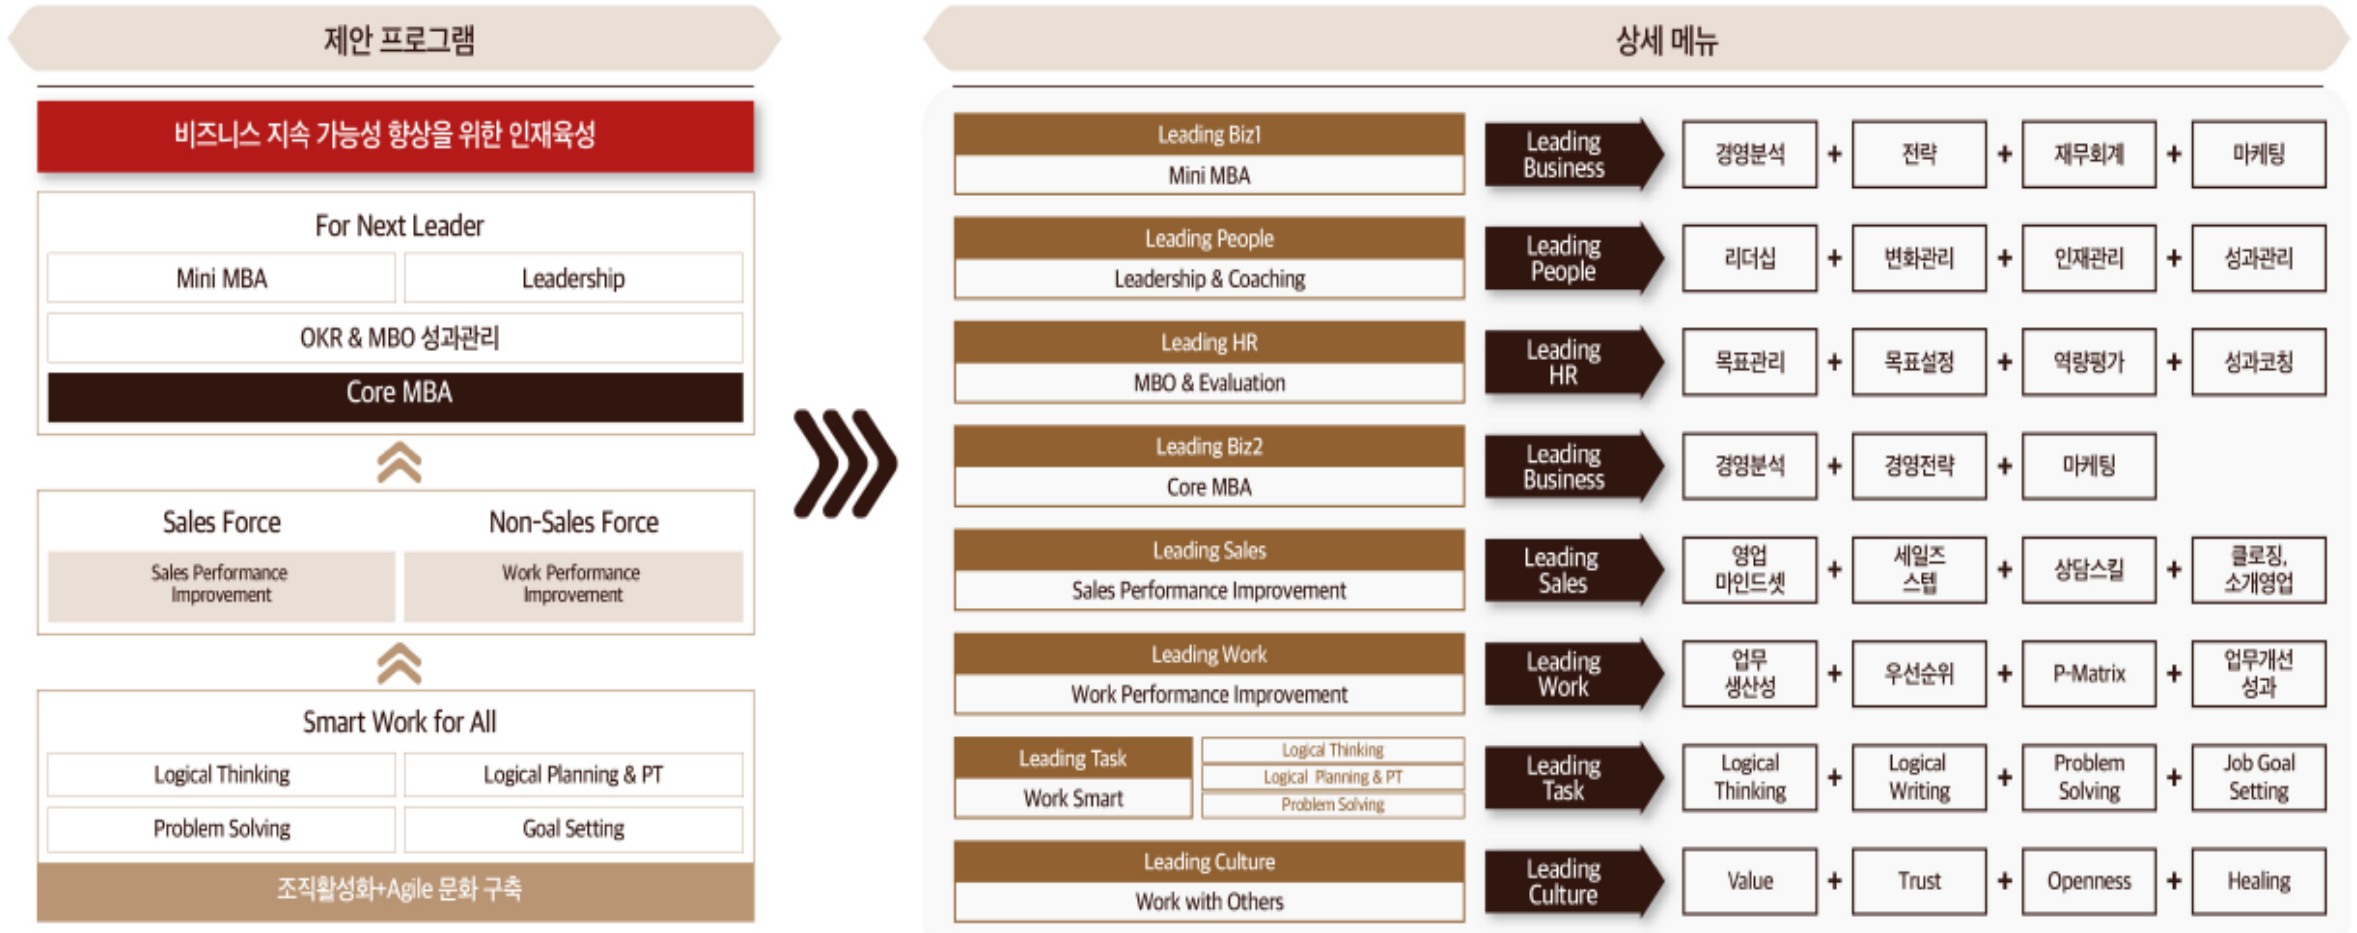 제안 프로그램
비즈니스 지속 가능성 향상을 위한 인재육성
For Next Leader
Mini MBA
Leadership
OKR & MBO 성과관리
Core MBA
Sales Force
Non-Sales Force
Sales Performance
Improvement
Work Performance
Improvement
Smart Work for All
Logical Thinking
Logical Planning & PT
Problem Solving
Goal Setting
조직활성화+Agile 문화 구축
상세 메뉴
Leading Biz1
Mini MBA
Leading
Business
경영분석
+
전략
+
재무회계
+
마케팅
Leading People
Leadership & Coaching
Leading
People
리더십
+
변화관리
+
인재관리
+
성과관리
Leading HR
MBO & Evaluation
Leading
HR
목표관리
+
목표설정
+
역량평가
+
성과코칭
Leading Biz2
Core MBA
Leading
Business
경영분석
+
경영전략
+
마케팅
Leading Sales
Sales Performance Improvement
Leading
Sales
영업
마인드셋
+
세일즈
스텝
+
상담스킬
+
클로징,
소개영업
Leading Work
Work Performance Improvement
Leading
Work
업무
생산성
+
우선순위
+
P-Matrix
+
업무개선
성과
Leading Task
Work Smart
Logical Thinking
Logical Planning & PT
Problem Solving
Leading
Task
Logical
Thinking
+
Logical
Writing
+
Problem
Solving
+
Job Goal
Setting
Leading Culture
Work with Others
Leading
Culture
Value
+
Trust
+
Openness
+
Healing